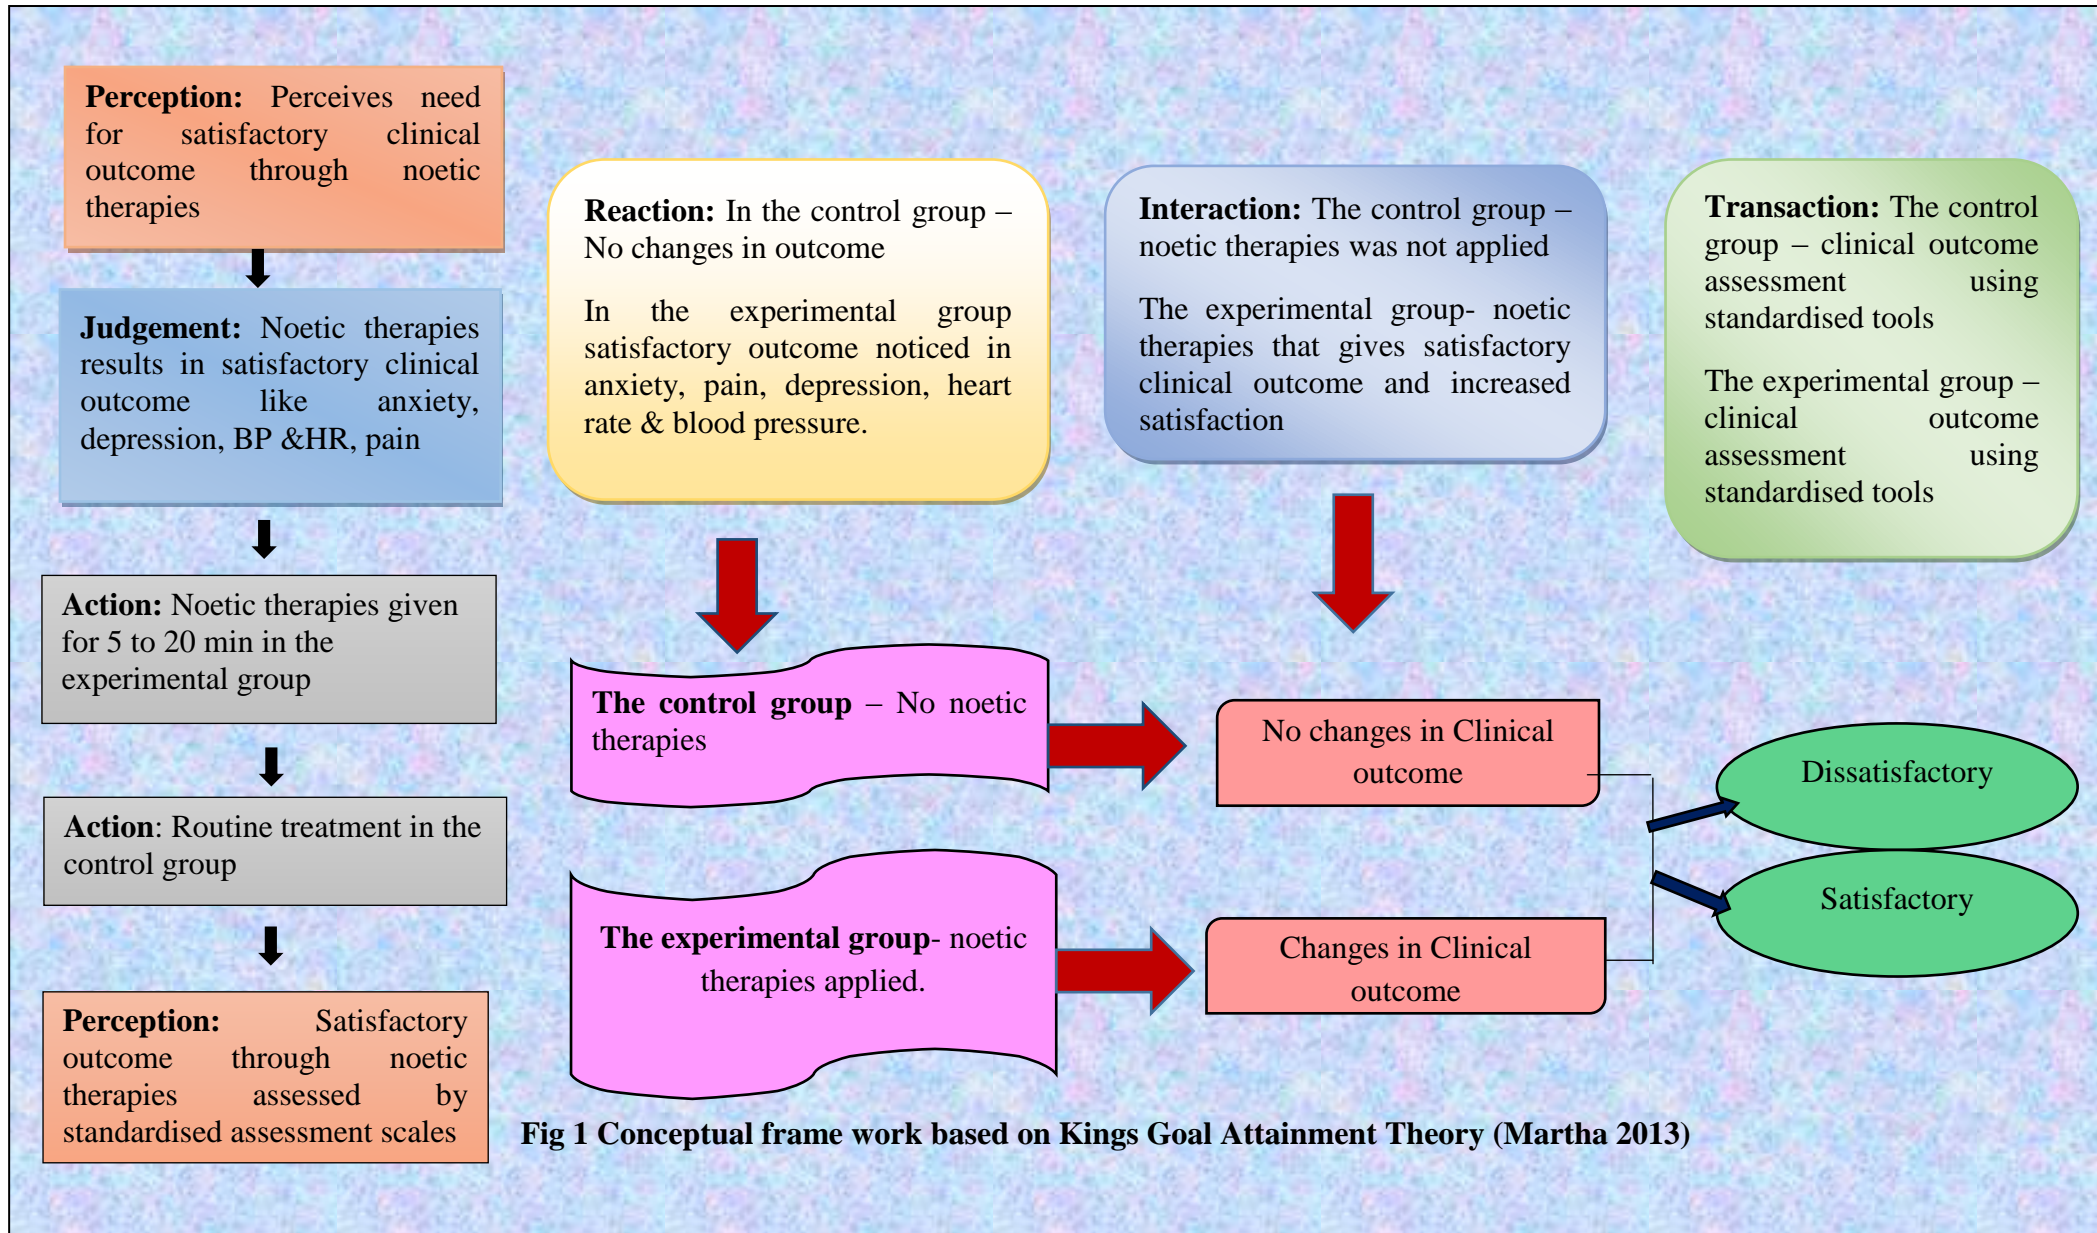 Perception: Perceives need
for satisfactory clinical
outcome through noetic
therapies
Judgement: Noetic therapies
results in satisfactory clinical
outcome like anxiety,
depression, BP &HR, pain
Action: Noetic therapies given
for 5 to 20 min in the
experimental group
Action: Routine treatment in the
control group
Perception: Satisfactory
outcome through noetic
therapies assessed by
standardised assessment scales
Reaction: In the control group –
No changes in outcome
In the experimental group
satisfactory outcome noticed in
anxiety, pain, depression, heart
rate & blood pressure.
Interaction: The control group –
noetic therapies was not applied
The experimental group- noetic
therapies that gives satisfactory
clinical outcome and increased
satisfaction
Transaction: The control
group – clinical outcome
assessment using
standardised tools
The experimental group –
clinical outcome
assessment using
standardised tools
The control group – No noetic
therapies
No changes in Clinical
outcome
Dissatisfactory
The experimental group- noetic
therapies applied.
Changes in Clinical
outcome
Satisfactory
Fig 1 Conceptual frame work based on Kings Goal Attainment Theory (Martha 2013)